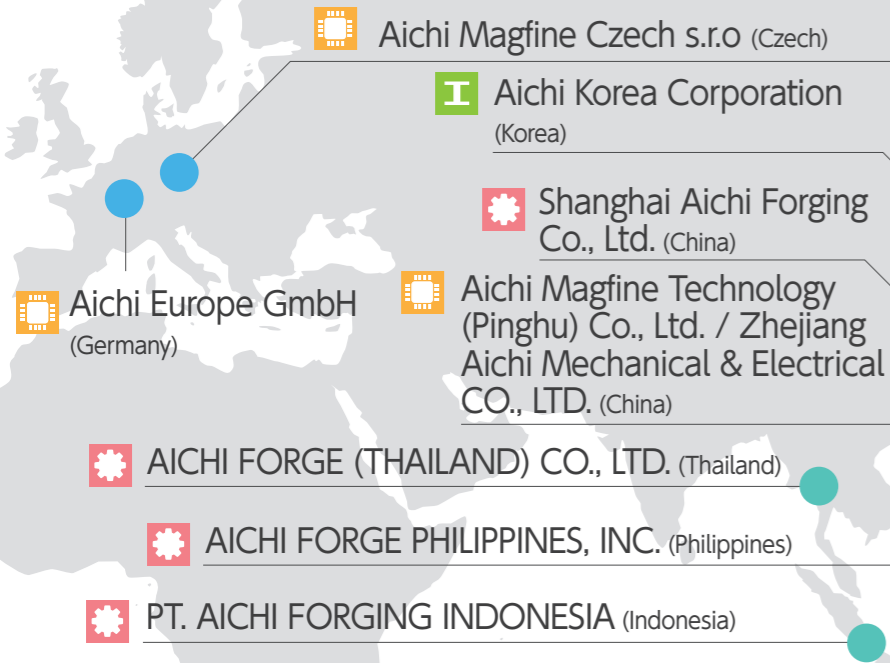 Aichi Magfine Czech s.r.o (Czech)
Aichi Korea Corporation
(Korea)
Shanghai Aichi Forging
Co., Ltd. (China)
Aichi Europe GmbH
(Germany)
Aichi Magfine Technology
(Pinghu) Co., Ltd. / Zhejiang
Aichi Mechanical & Electrical
CO., LTD. (China)
AICHI FORGE (THAILAND) CO., LTD. (Thailand)
AICHI FORGE PHILIPPINES, INC. (Philippines)
PT. AICHI FORGING INDONESIA (Indonesia)